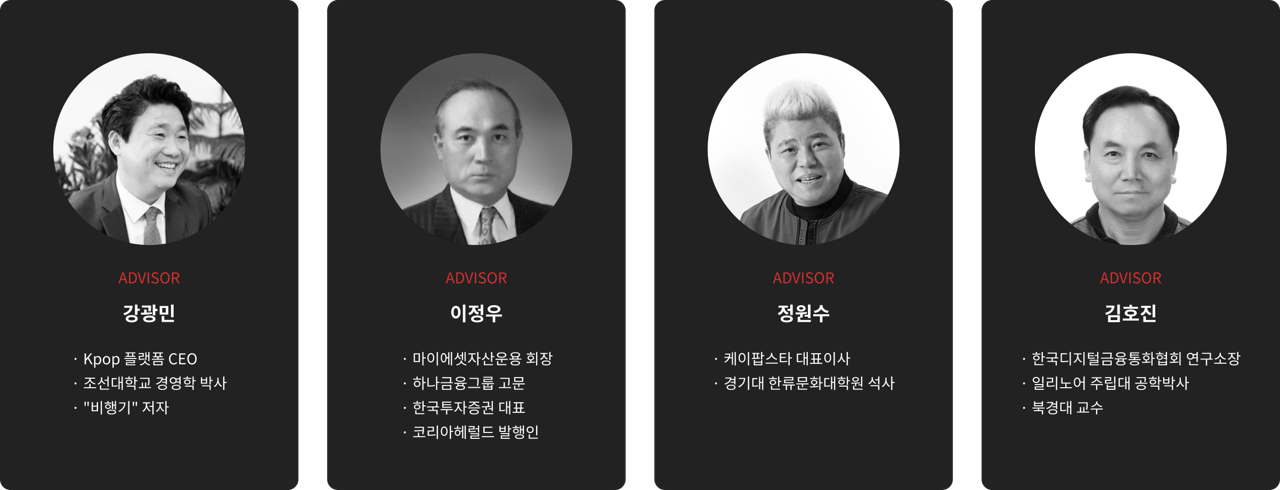 ADVISOR
강광민
· Kpop 플랫폼 CEO
· 조선대학교 경영학 박사
· "비행기" 저자
ADVISOR
이정우
· 마이에셋자산운용 회장
· 하나금융그룹 고문
· 한국투자증권 대표
· 코리아헤럴드 발행인
ADVISOR
정원수
· 케이팝스타 대표이사
· 경기대 한류문화대학원 석사
ADVISOR
김호진
· 한국디지털금융통화협회 연구소장
· 일리노어 주립대 공학박사
· 북경대 교수